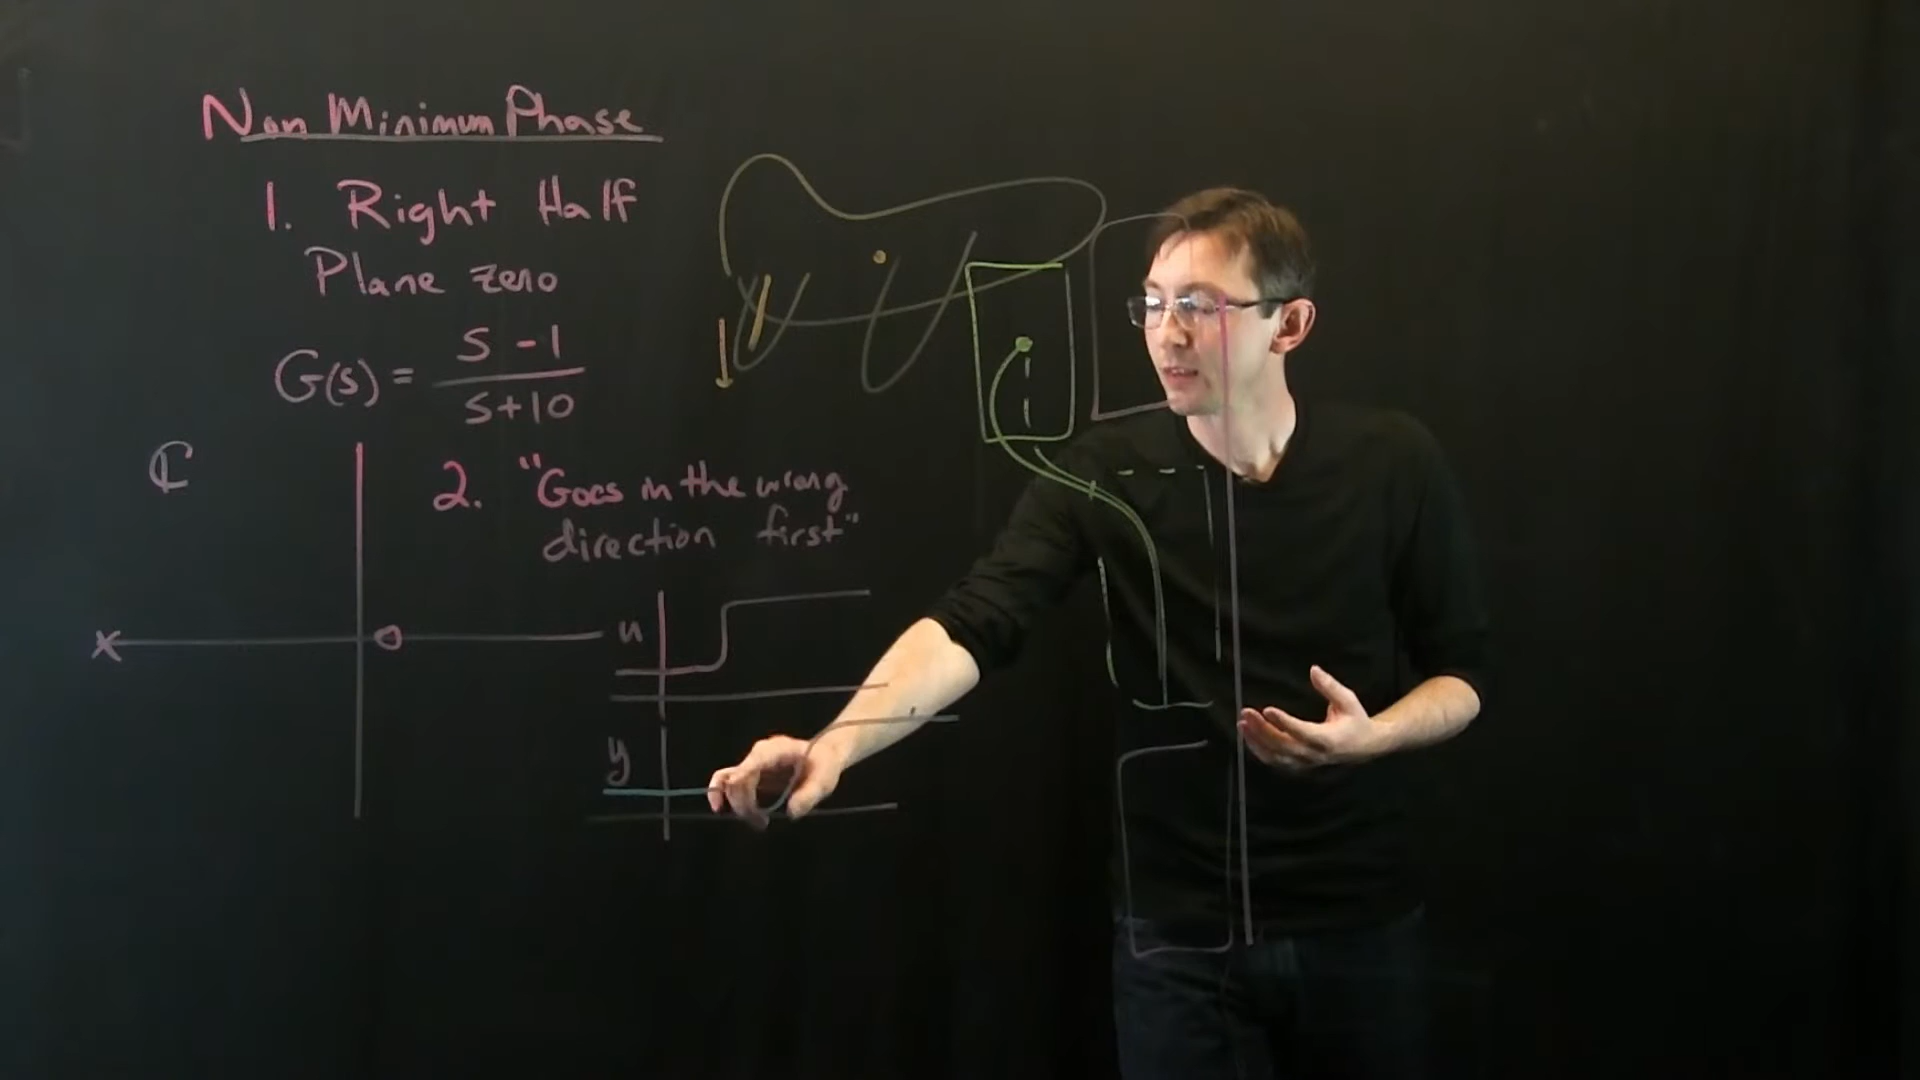 Non Minimum Phase
1. Right Half
Plane zero
G(s) = s - 1
s + 10
ℂ
2. "Goes in the wrong
direction first"
u
y